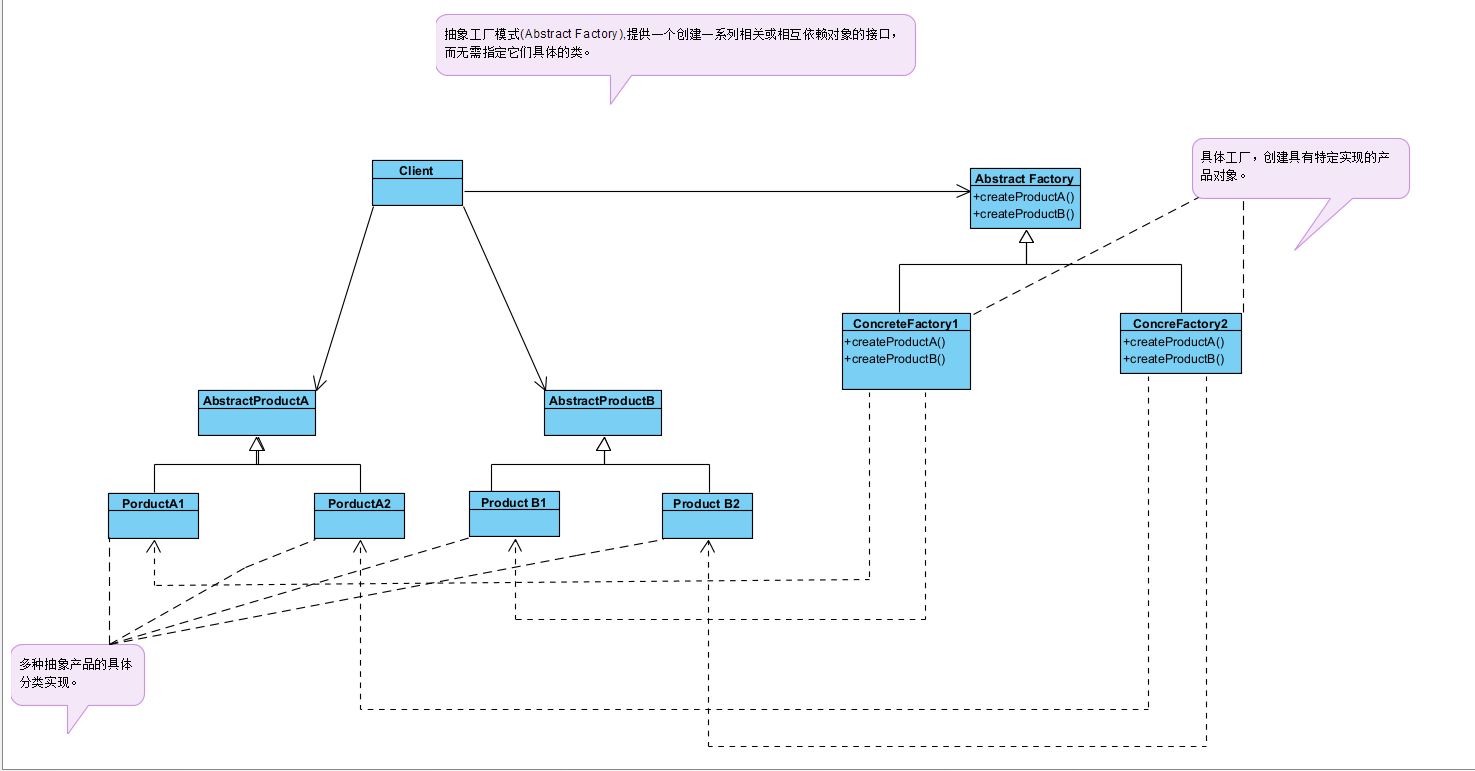 抽象工厂模式(Abstract Factory),提供一个创建一系列相关或相互依赖对象的接口，
而无需指定它们具体的类。
具体工厂，创建具有特定实现的产
品对象。
Client
Abstract Factory
+createProductA()
+createProductB()
ConcreteFactory1
+createProductA()
+createProductB()
ConcreFactory2
+createProductA()
+createProductB()
AbstractProductA
AbstractProductB
PorductA1
PorductA2
Product B1
Product B2
多种抽象产品的具体
分类实现。